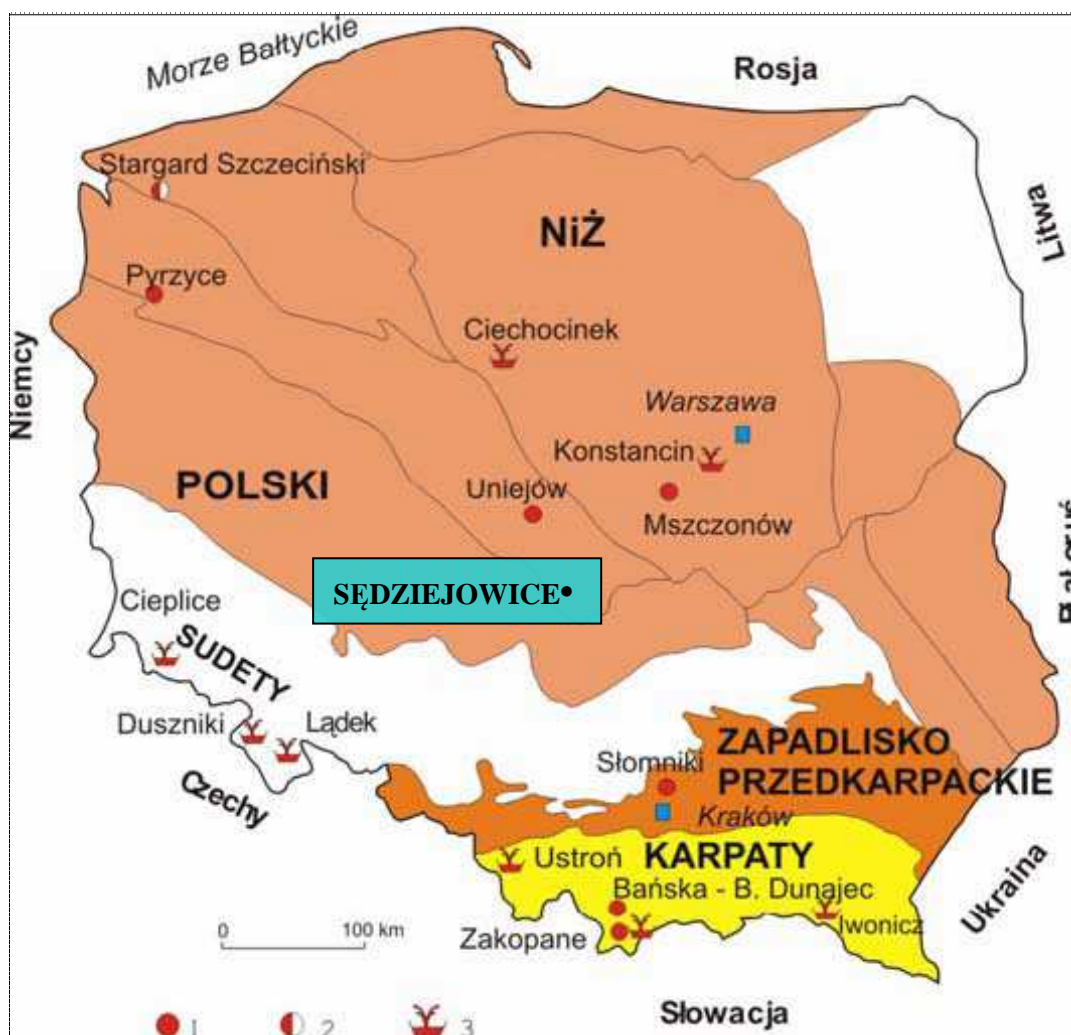 Morze Bałtyckie
Rosja
Stargard Szczeciński
Litwa
NiŻ
Pyrzyce
Ciechocinek
Niemcy
Warszawa
Konstancin
POLSKI
Uniejów
Mszczonów
SĘDZIEJOWICE•
Cieplice
SUDETY
Duszniki
Lądek
Czechy
ZAPADLISKO
PRZEDKARPACKIE
Słomniki
Kraków
Ustroń
KARPATY
Bańska - B. Dunajec
Ukraina
Iwonicz
Zakopane
0
100 km
Słowacja
1
2
3